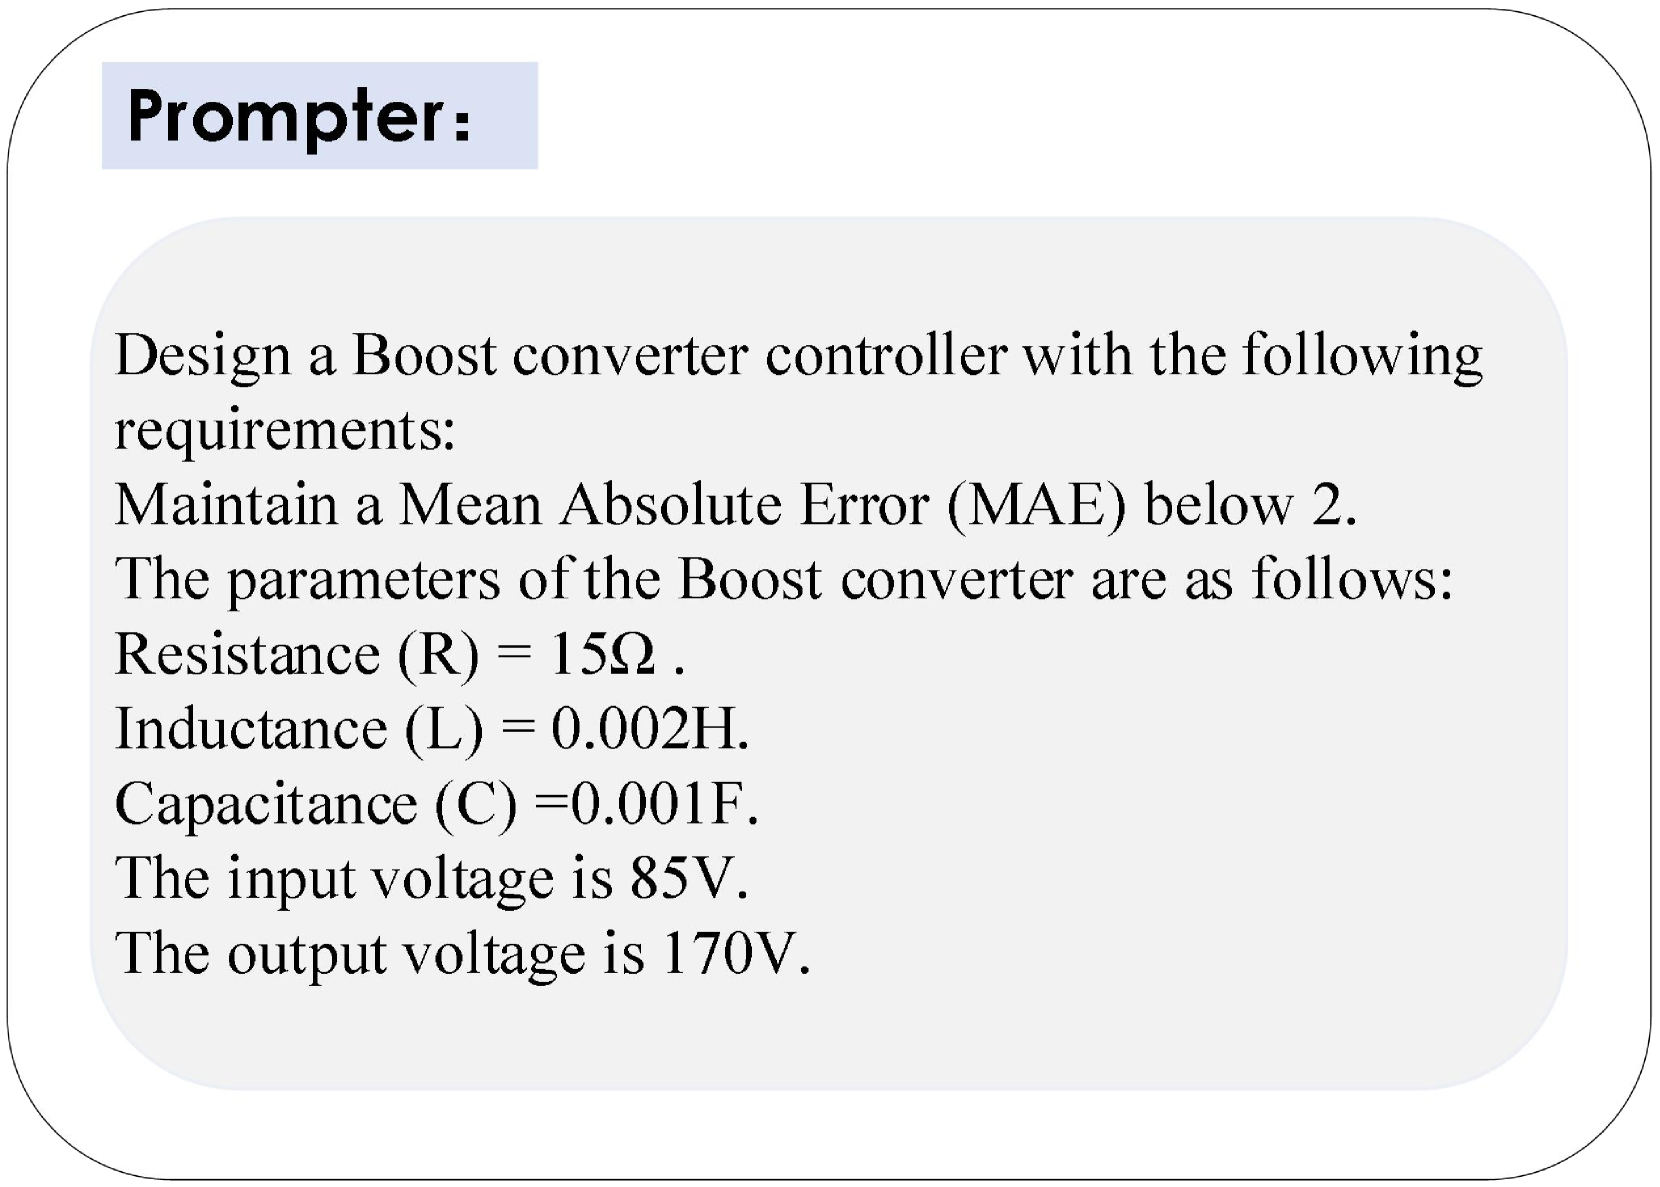 Prompter:
Design a Boost converter controller with the following
requirements:
Maintain a Mean Absolute Error (MAE) below 2.
The parameters of the Boost converter are as follows:
Resistance (R) = 15Ω .
Inductance (L) = 0.002H.
Capacitance (C) =0.001F.
The input voltage is 85V.
The output voltage is 170V.